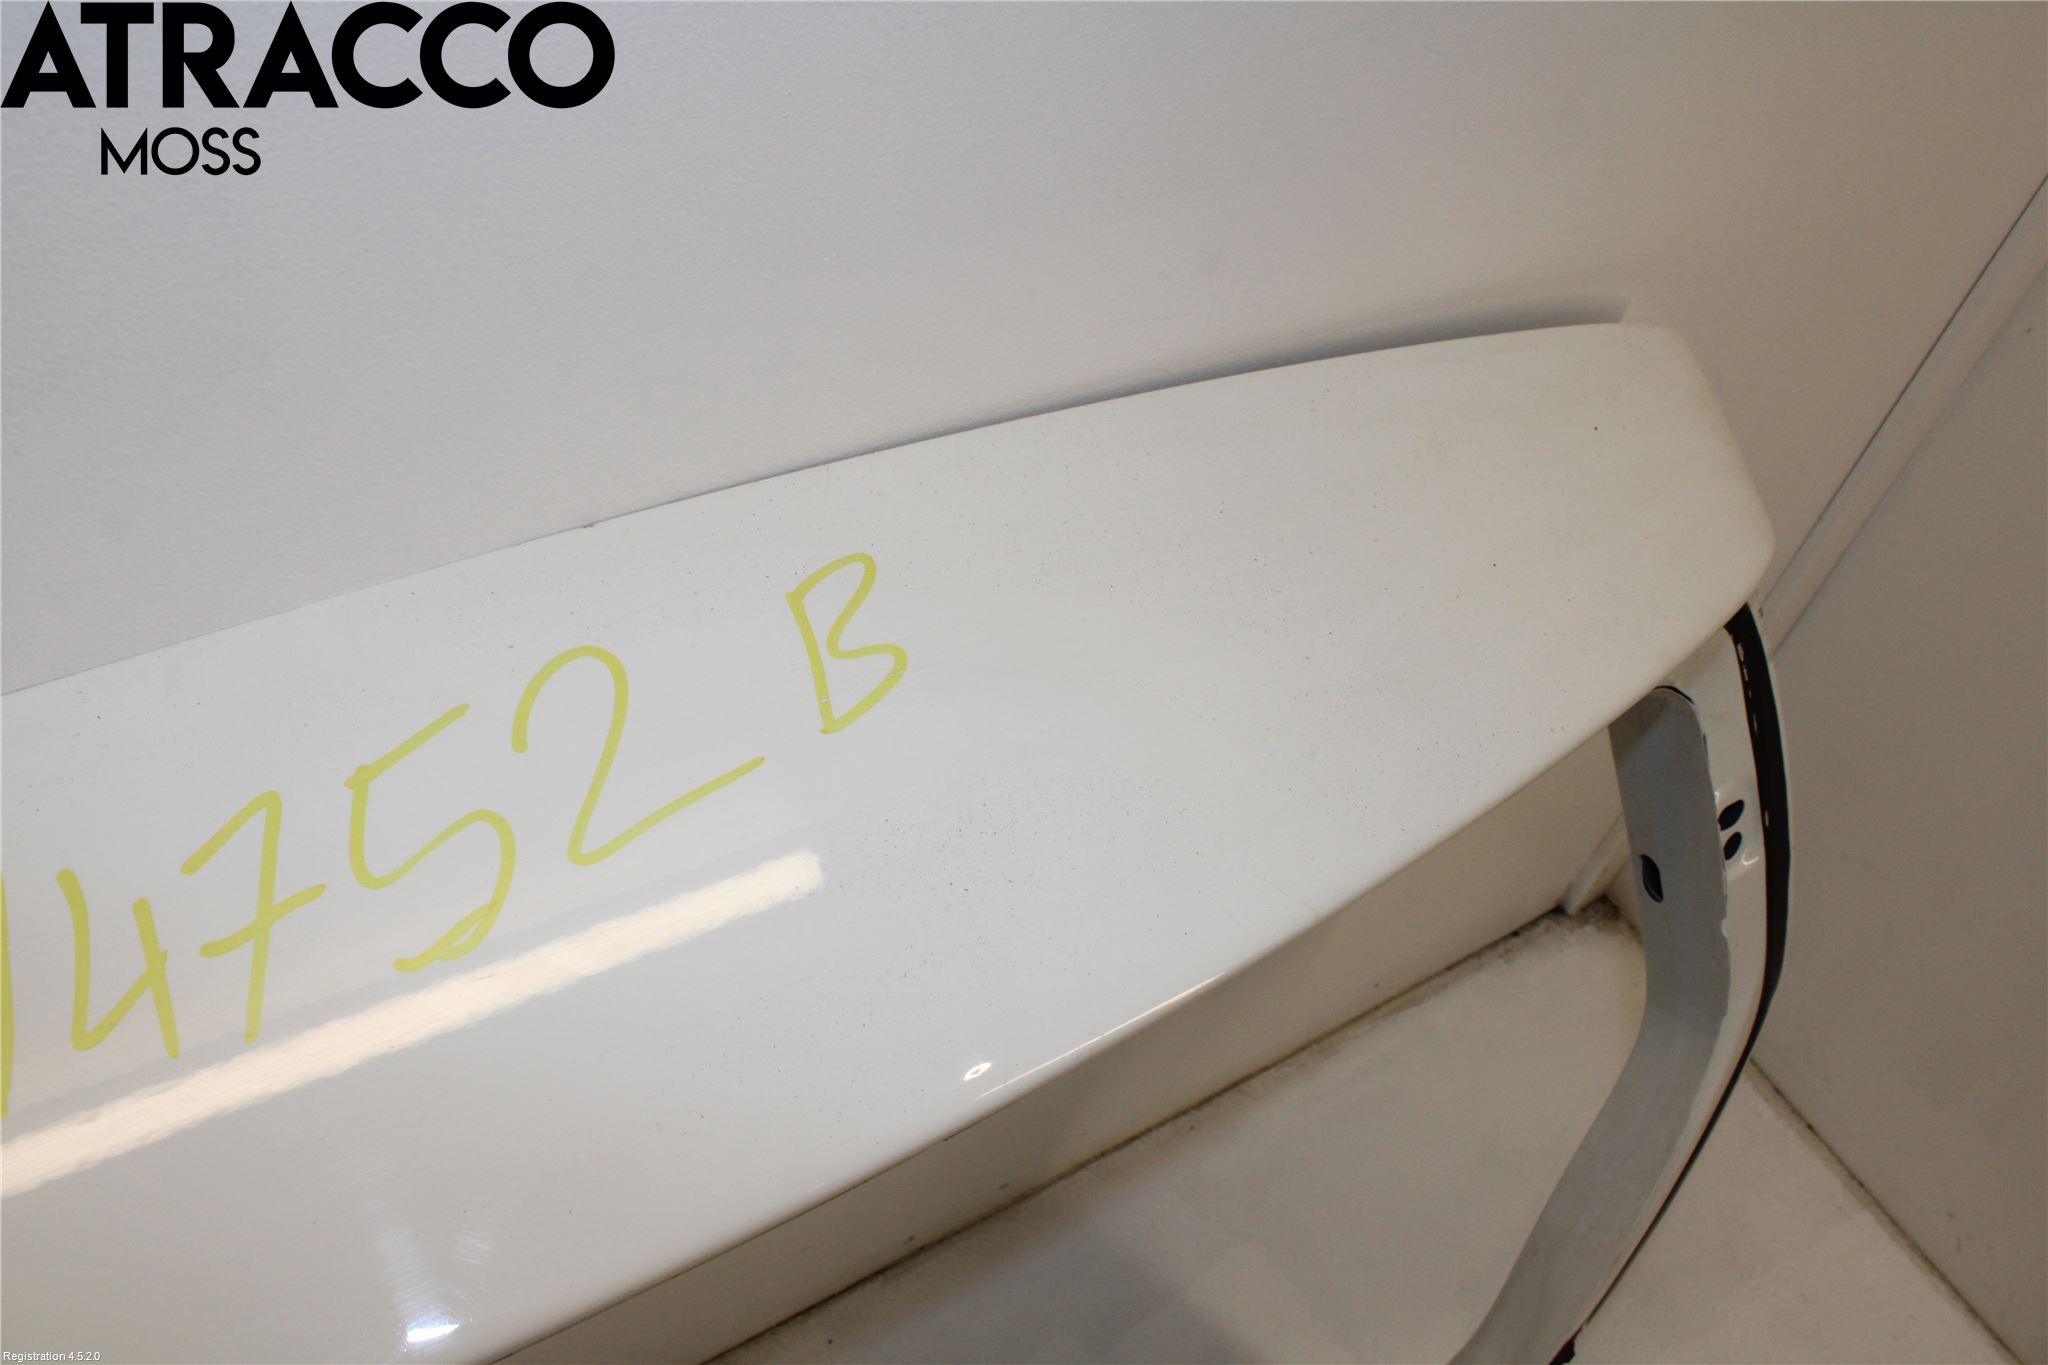 ATRACCO
MOSS
4752 B
Registration 4.5.2.0